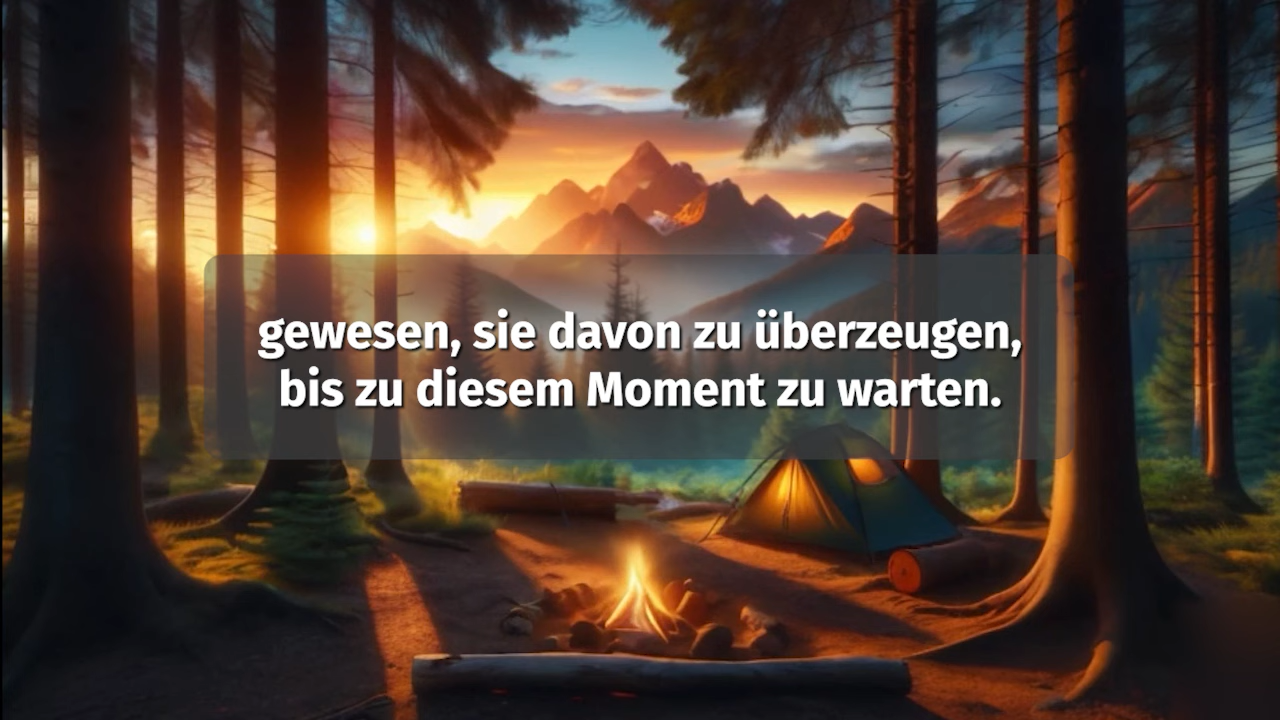 gewesen, sie davon zu überzeugen,
bis zu diesem Moment zu warten.